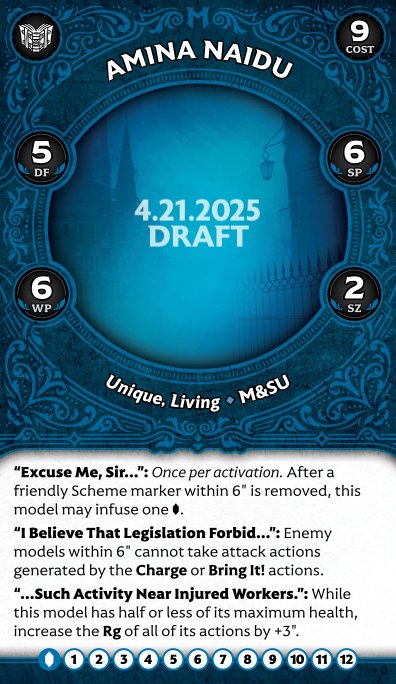 AMINA NAIDU
9
COST
5
DF
6
SP
4.21.2025
DRAFT
6
WP
2
SZ
Unique, Living ◆ M&SU
“Excuse Me, Sir...”: Once per activation. After a
friendly Scheme marker within 6" is removed, this
model may infuse one ⬮.
“I Believe That Legislation Forbid...”: Enemy
models within 6" cannot take attack actions
generated by the Charge or Bring It! actions.
“...Such Activity Near Injured Workers.”: While
this model has half or less of its maximum health,
increase the Rg of all of its actions by +3".
1 2 3 4 5 6 7 8 9 10 11 12